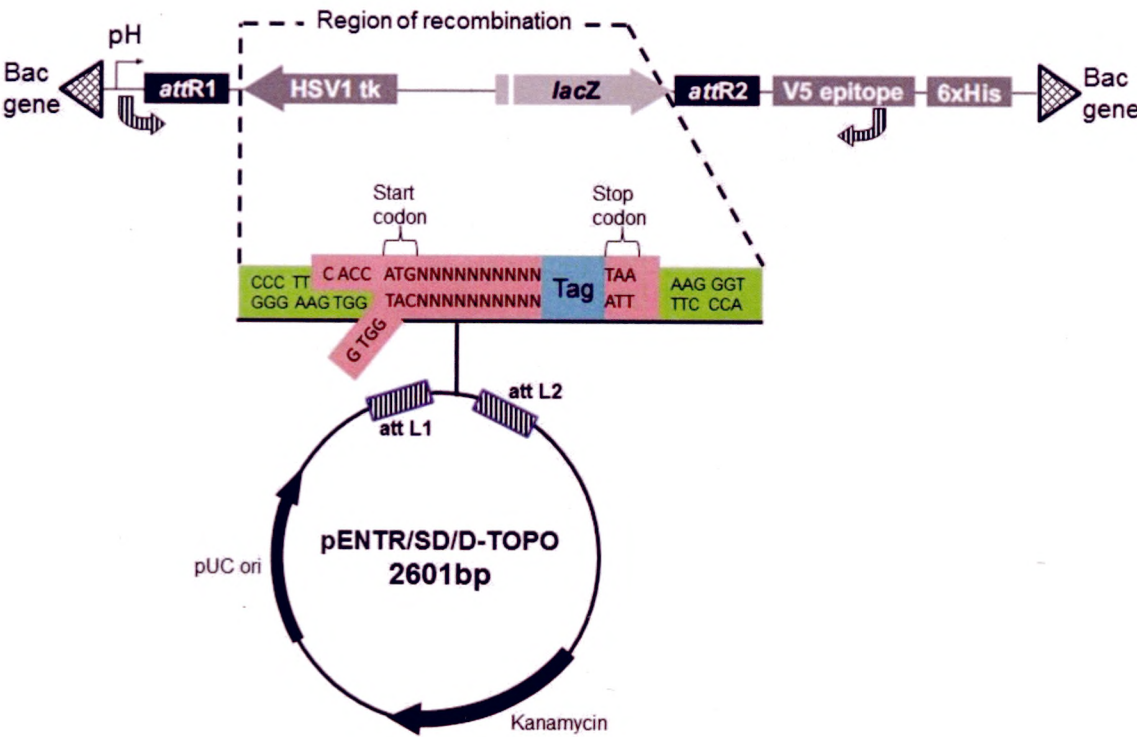 Region of recombination
pH
Bac
gene
attR1
HSV1 tk
lacZ
attR2
V5 epitope
6xHis
Bac
gene
Start
codon
Stop
codon
CCC TT
C ACC ATGNNNNNNNNNN
Tag
TAA
AAG GGT
GGG AAG TGG
TACNNNNNNNNNN
ATT
TTC CCA
G TGG
att L1
att L2
pENTR/SD/D-TOPO
2601bp
pUC ori
Kanamycin